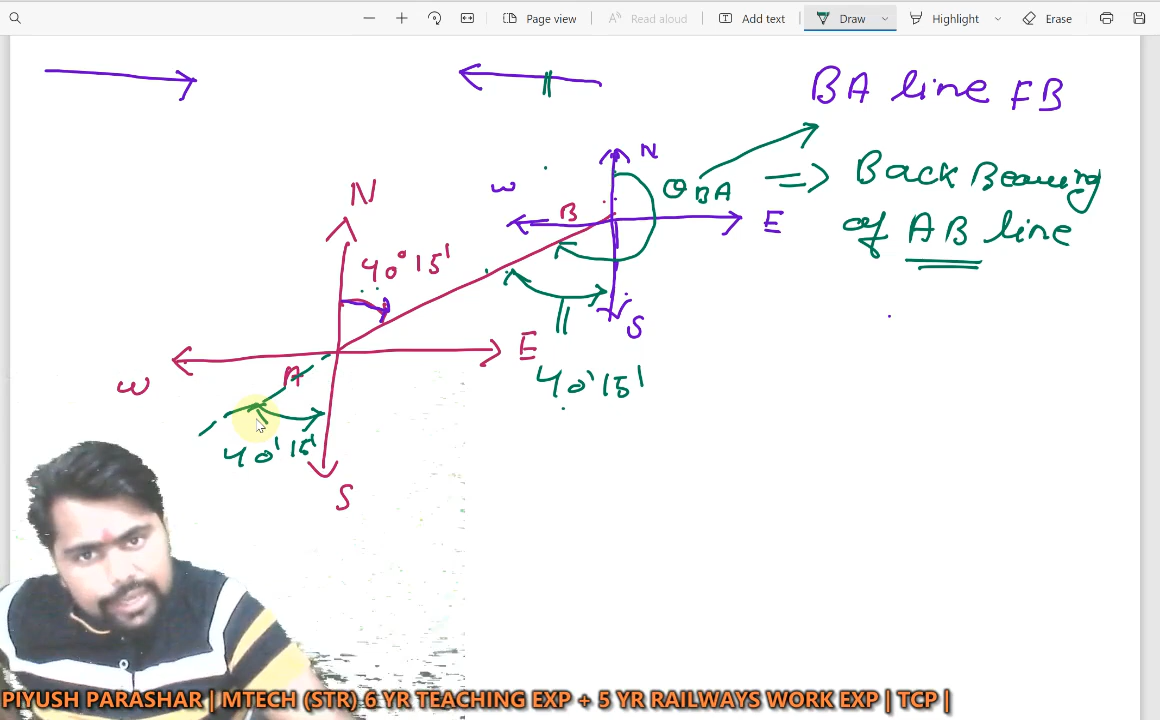 Page view
Read aloud
Add text
Draw
Highlight
Erase
BA line FB
N
W
B
θBA
⇒ Back Bearing
E
of AB line
N
40°15'
S
E
W
A
40°15'
40'15'
S
PIYUSH PARASHAR | MTECH (STR) 6 YR TEACHING EXP + 5 YR RAILWAYS WORK EXP | TCP |